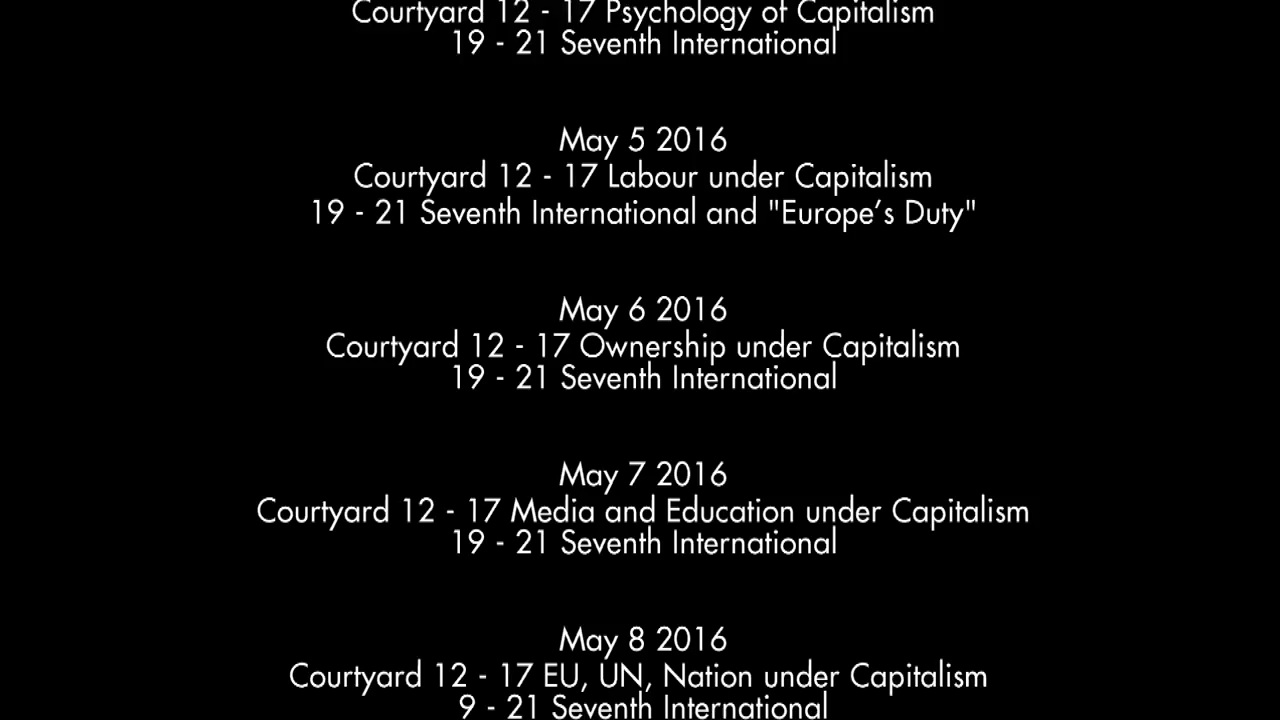 Courtyard 12 - 17 Psychology of Capitalism
19 - 21 Seventh International
May 5 2016
Courtyard 12 - 17 Labour under Capitalism
19 - 21 Seventh International and "Europe’s Duty"
May 6 2016
Courtyard 12 - 17 Ownership under Capitalism
19 - 21 Seventh International
May 7 2016
Courtyard 12 - 17 Media and Education under Capitalism
19 - 21 Seventh International
May 8 2016
Courtyard 12 - 17 EU, UN, Nation under Capitalism
9 - 21 Seventh International